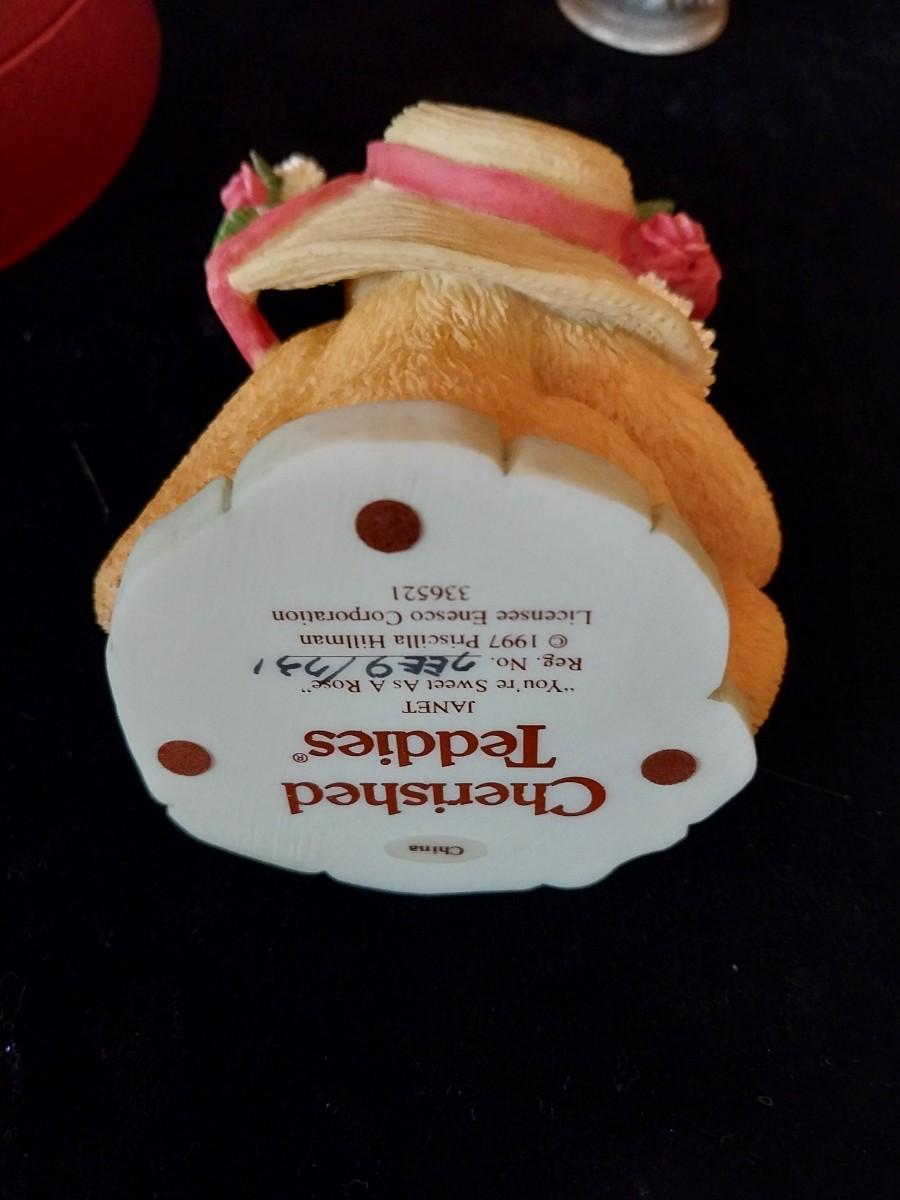 China
Cherished
Teddies®
JANET
"You're Sweet As A Rose"
Reg. No.
© 1997 Priscilla Hillman
Licensee Enesco Corporation
336521